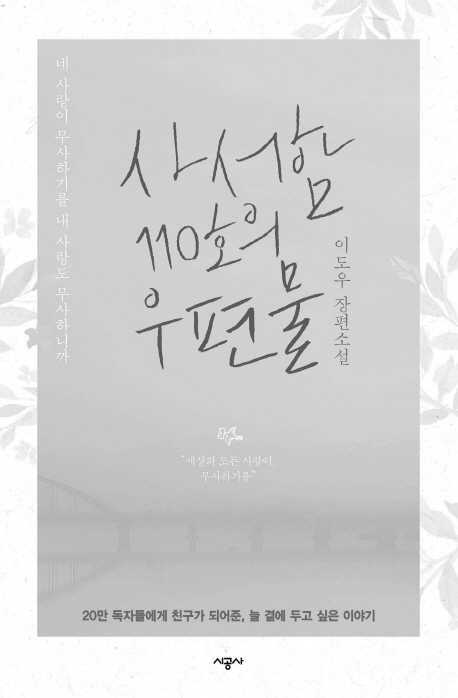 네 사랑이 무사하기를 내 사랑도 무사하니까
사서함
110호의
우편물
이도우 장편소설
"세상의 모든 사랑이,
무사하기를"
20만 독자들에게 친구가 되어준, 늘 곁에 두고 싶은 이야기
시공사